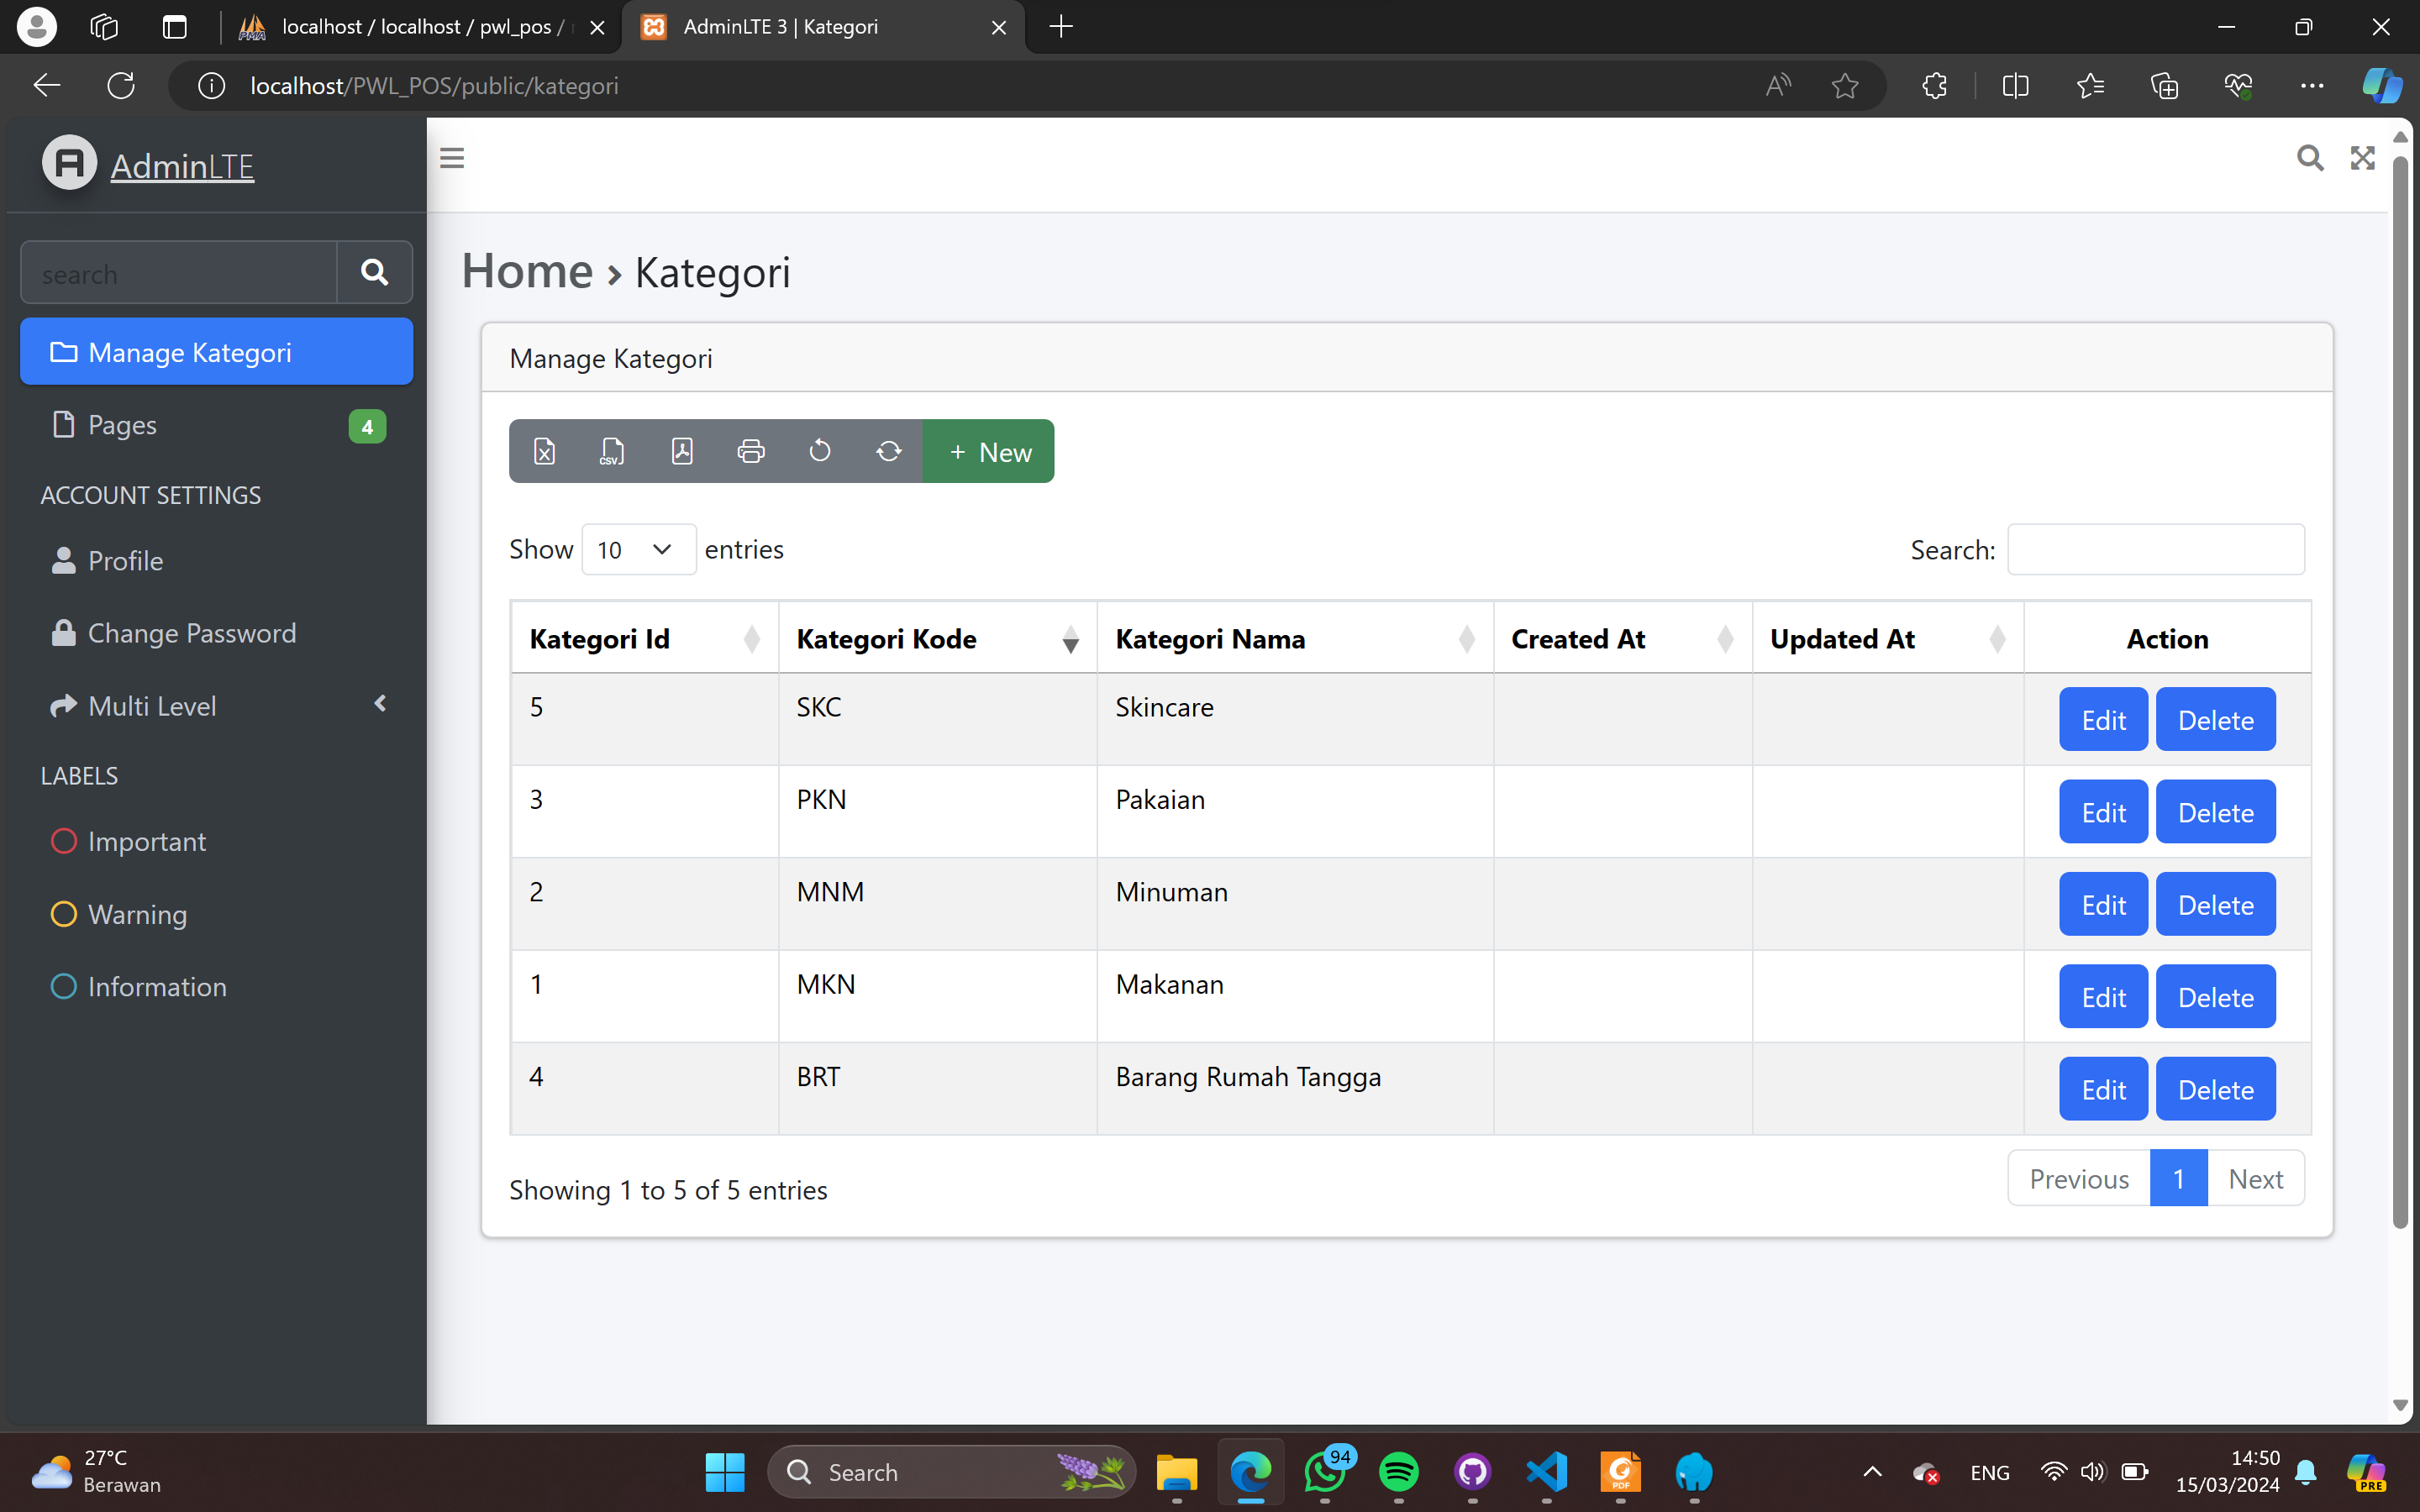 localhost / localhost / pwl_pos /
AdminLTE 3 | Kategori
localhost/PWL_POS/public/kategori
AdminLTE
search
Manage Kategori
Pages 4
ACCOUNT SETTINGS
Profile
Change Password
Multi Level
LABELS
Important
Warning
Information
Home › Kategori
Manage Kategori
CSV
+ New
Show 10 entries
Search:
Kategori Id Kategori Kode Kategori Nama Created At Updated At Action
5 SKC Skincare Edit Delete
3 PKN Pakaian Edit Delete
2 MNM Minuman Edit Delete
1 MKN Makanan Edit Delete
4 BRT Barang Rumah Tangga Edit Delete
Showing 1 to 5 of 5 entries
Previous 1 Next
27°C
Berawan
Search
94
PDF
ENG
14:50
15/03/2024
PRE